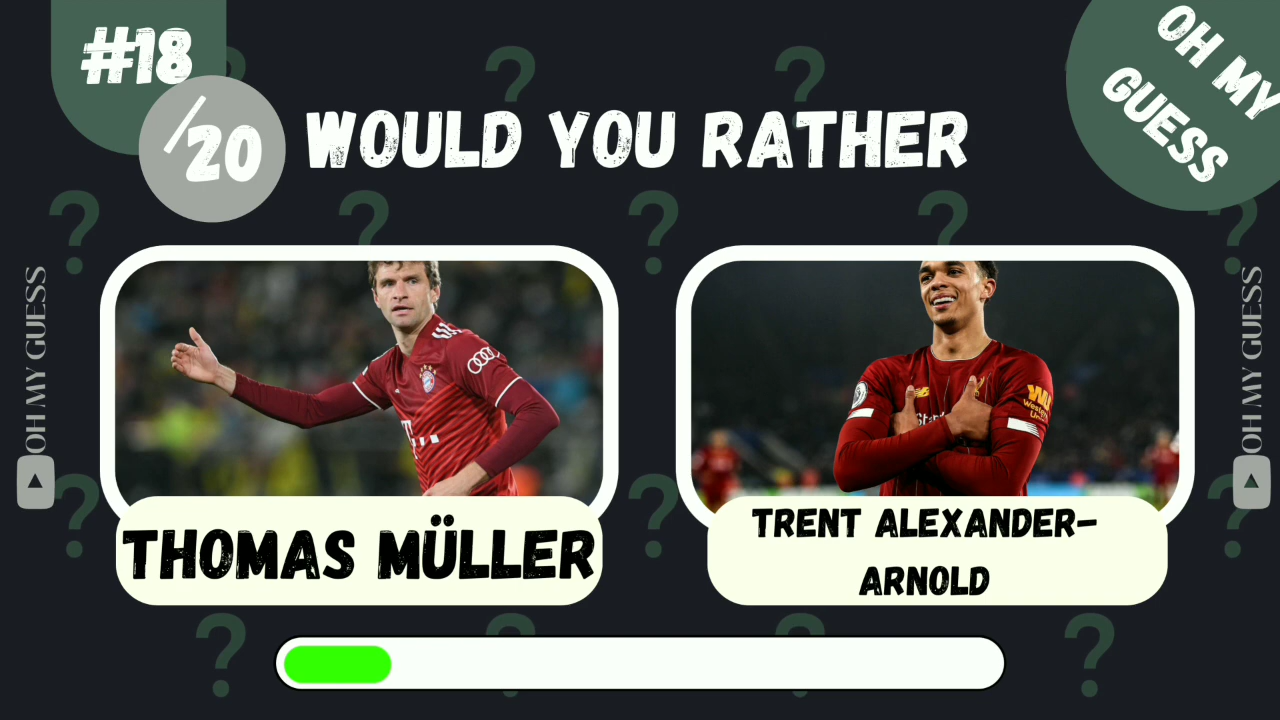 #18
/20
WOULD YOU RATHER
OH MY
GUESS
OH MY GUESS
THOMAS MÜLLER
TRENT ALEXANDER-
ARNOLD
OH MY GUESS